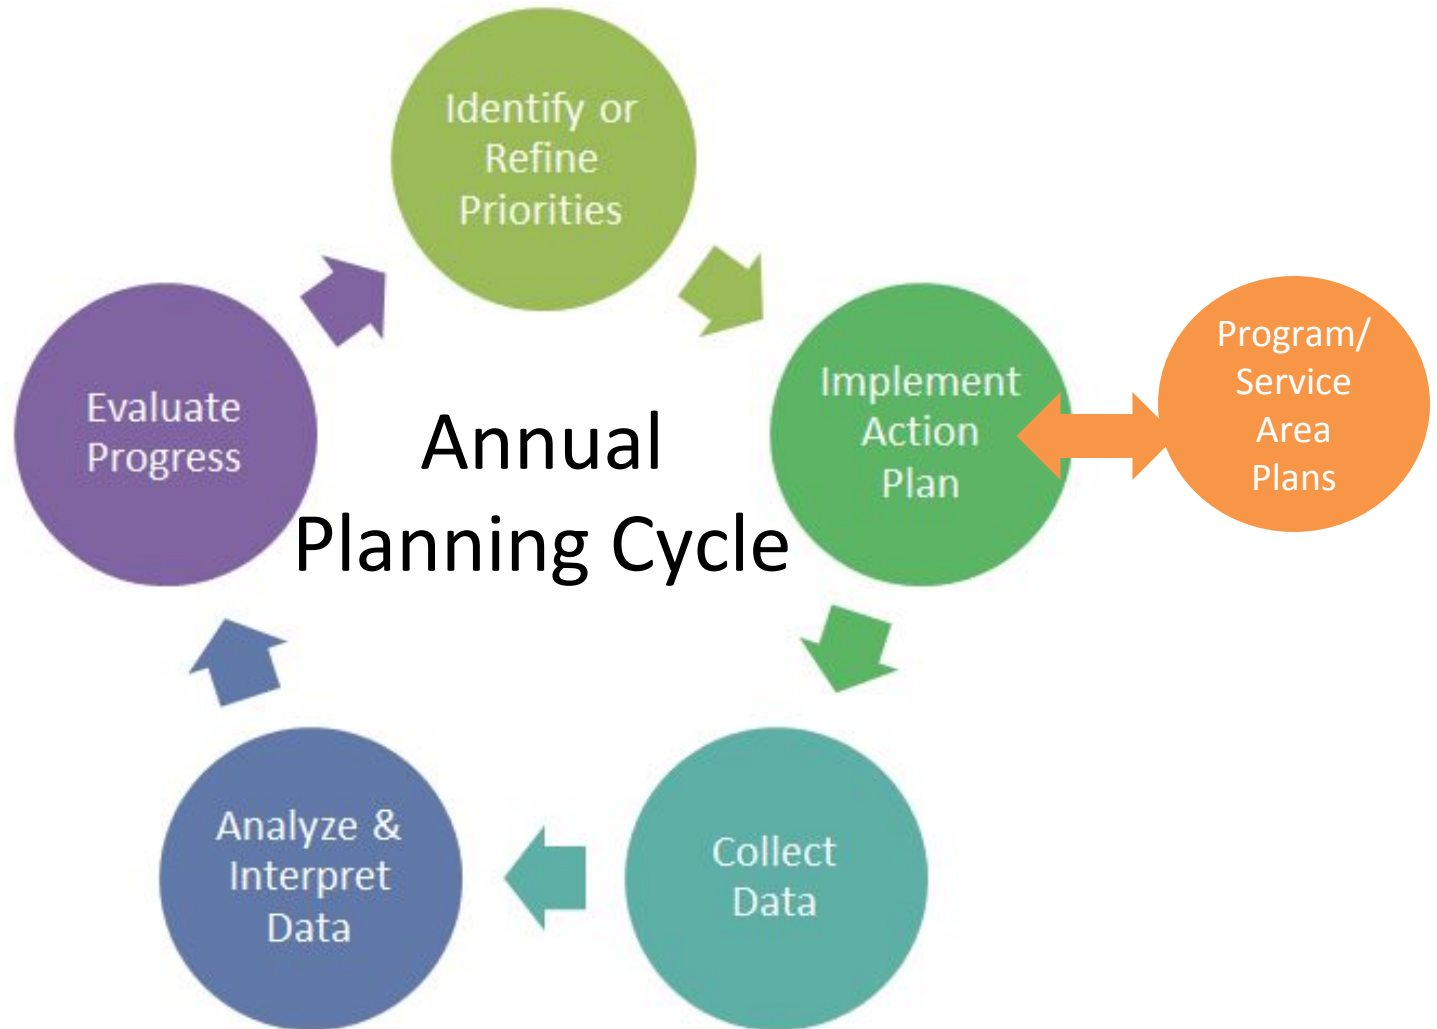 Identify or
Refine
Priorities
Implement
Action
Plan
Program/
Service
Area
Plans
Collect
Data
Analyze &
Interpret
Data
Evaluate
Progress
Annual
Planning Cycle